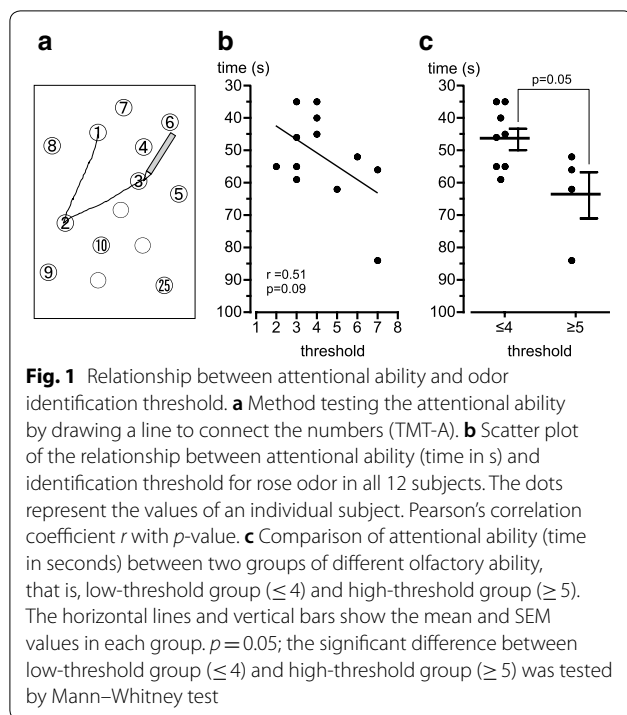 a
b
c
⑦
⑥
①
⑧
④
③
⑤
②
⑩
⑨
㉕
time (s)
30
40
50
60
70
80
90
100
r =0.51
p=0.09
1 2 3 4 5 6 7 8
threshold
time (s)
p=0.05
30
40
50
60
70
80
90
100
≤4 ≥5
threshold
Fig. 1 Relationship between attentional ability and odor
identification threshold. a Method testing the attentional ability
by drawing a line to connect the numbers (TMT-A). b Scatter plot
of the relationship between attentional ability (time in s) and
identification threshold for rose odor in all 12 subjects. The dots
represent the values of an individual subject. Pearson’s correlation
coefficient r with p-value. c Comparison of attentional ability (time
in seconds) between two groups of different olfactory ability,
that is, low-threshold group (≤ 4) and high-threshold group (≥ 5).
The horizontal lines and vertical bars show the mean and SEM
values in each group. p = 0.05; the significant difference between
low-threshold group (≤ 4) and high-threshold group (≥ 5) was tested
by Mann–Whitney test